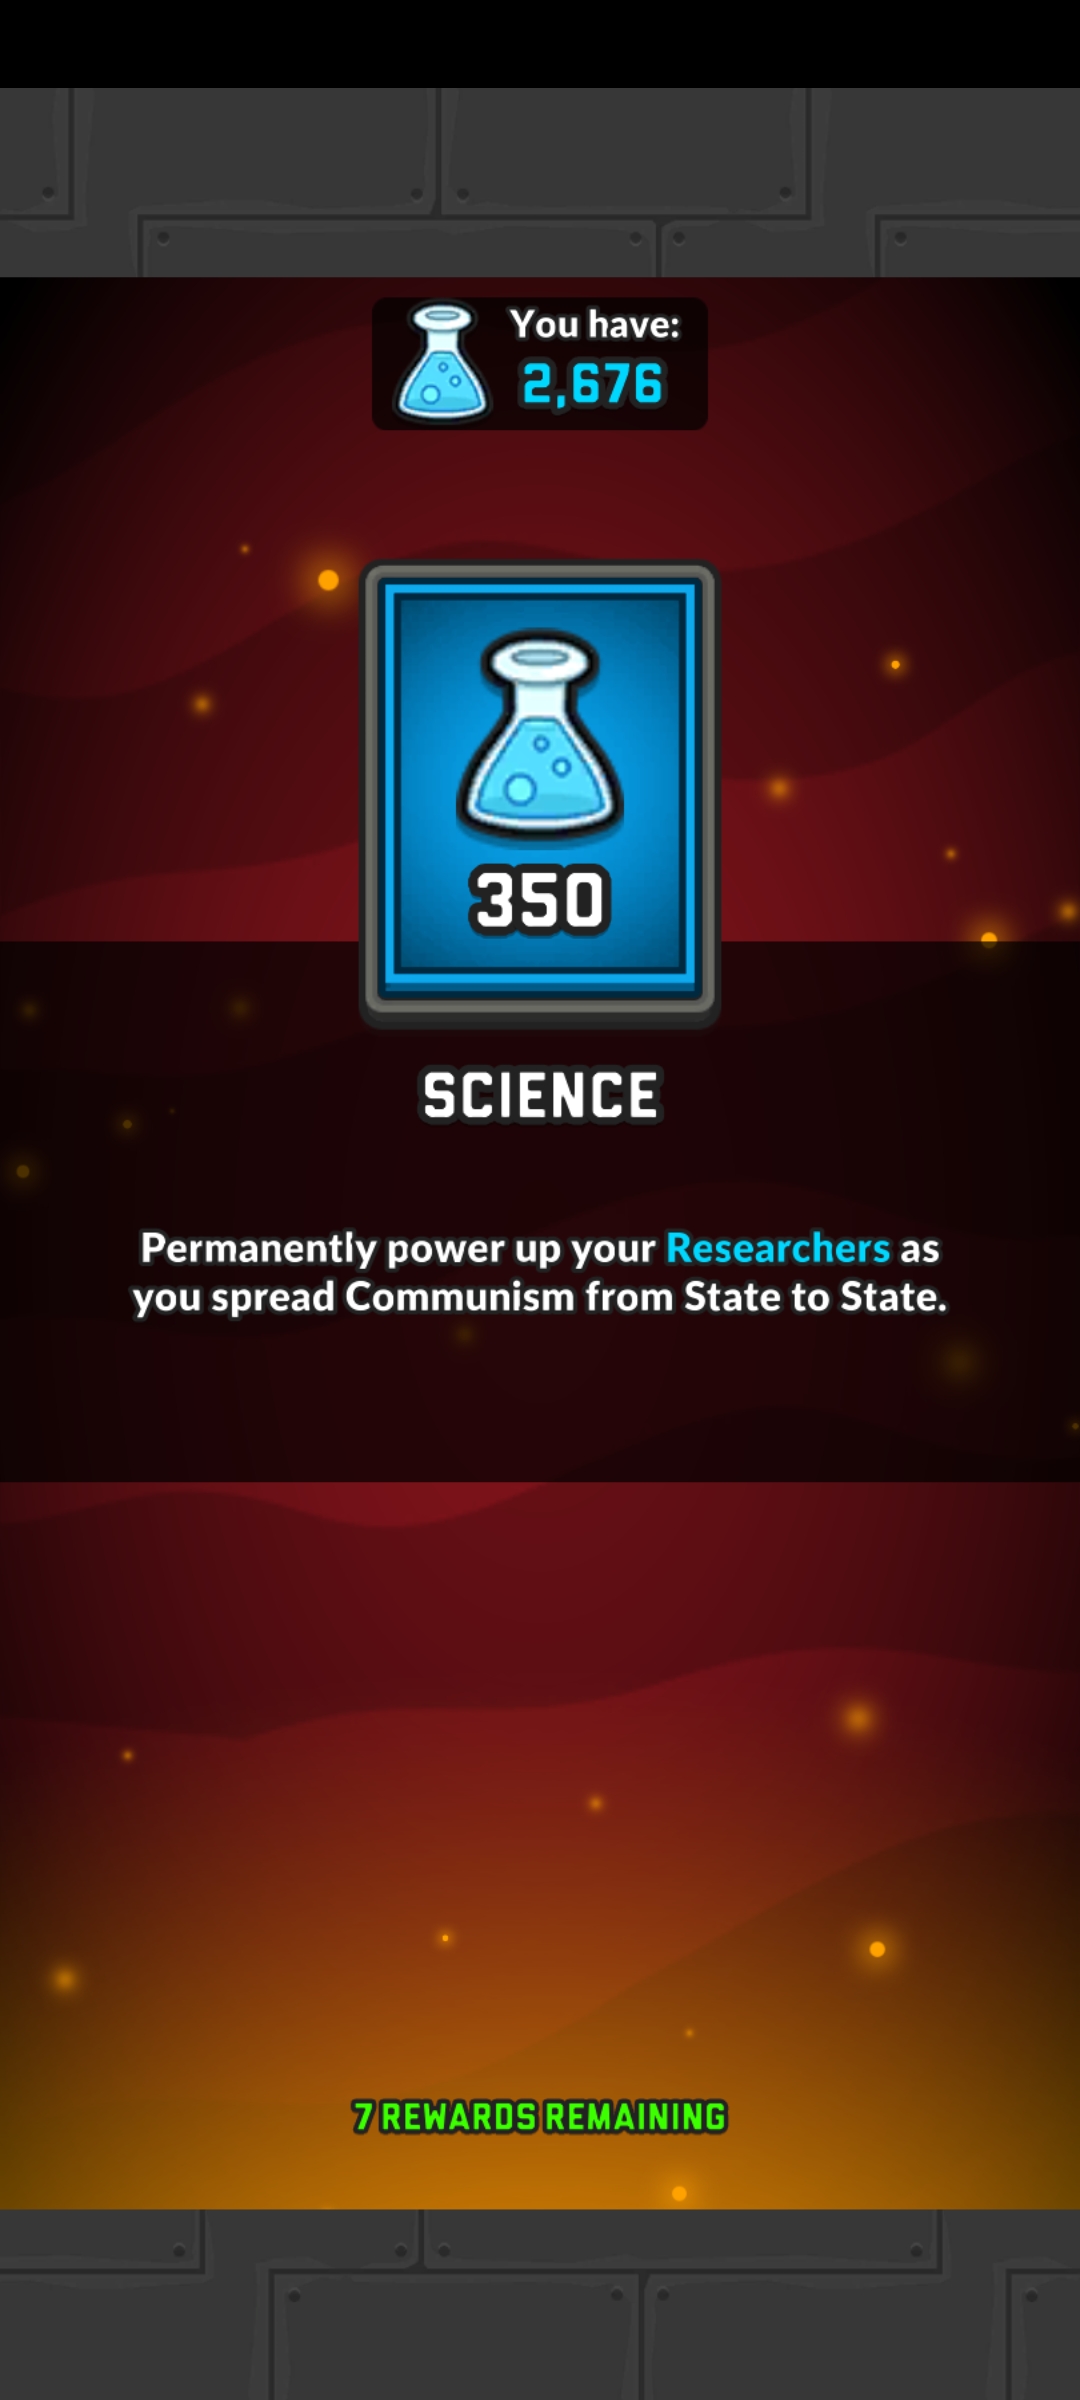 You have:
2,676
350
SCIENCE
Permanently power up your Researchers as
you spread Communism from State to State.
7 REWARDS REMAINING